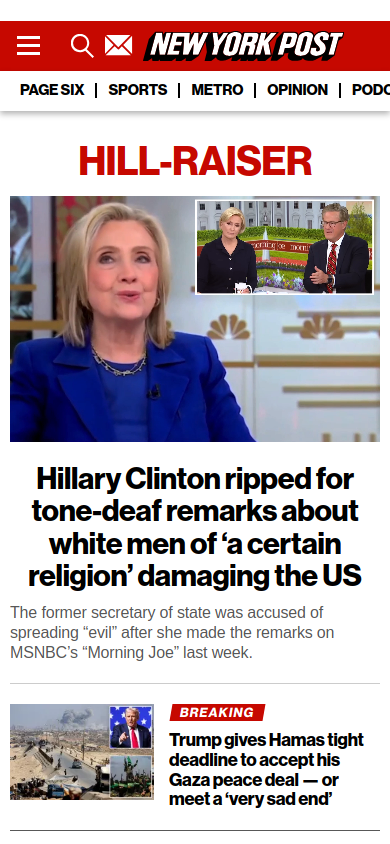 NEW YORK POST
PAGE SIX | SPORTS | METRO | OPINION | PODC
HILL-RAISER
morning joe
Hillary Clinton ripped for
tone-deaf remarks about
white men of ‘a certain
religion’ damaging the US
The former secretary of state was accused of
spreading “evil” after she made the remarks on
MSNBC’s “Morning Joe” last week.
BREAKING
Trump gives Hamas tight
deadline to accept his
Gaza peace deal — or
meet a ‘very sad end’